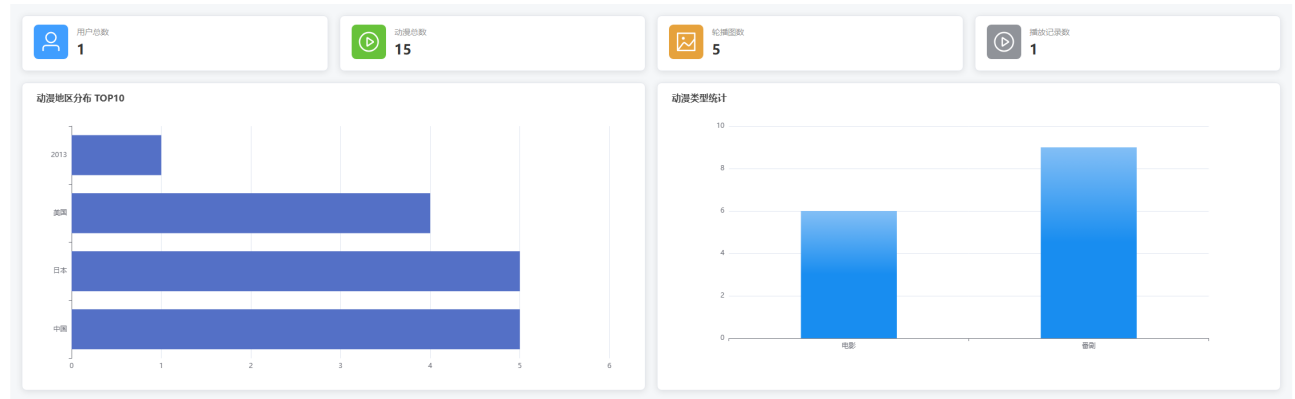 用户总数
1
动漫总数
15
轮播图数
5
播放记录数
1
动漫地区分布 TOP10
2013
美国
日本
中国
0 1 2 3 4 5 6
动漫类型统计
10
8
6
4
2
0
电影 番剧